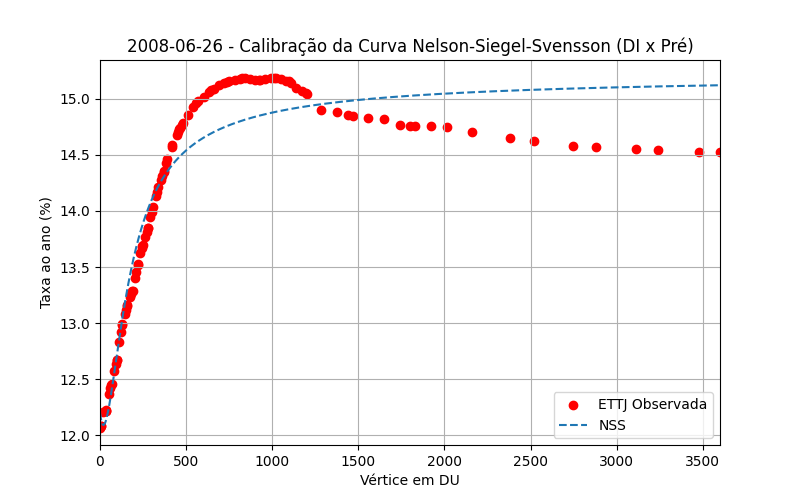 2008-06-26 - Calibração da Curva Nelson-Siegel-Svensson (DI x Pré)
Taxa ao ano (%)
15.0
14.5
14.0
13.5
13.0
12.5
12.0
0 500 1000 1500 2000 2500 3000 3500
Vértice em DU
ETTJ Observada
NSS